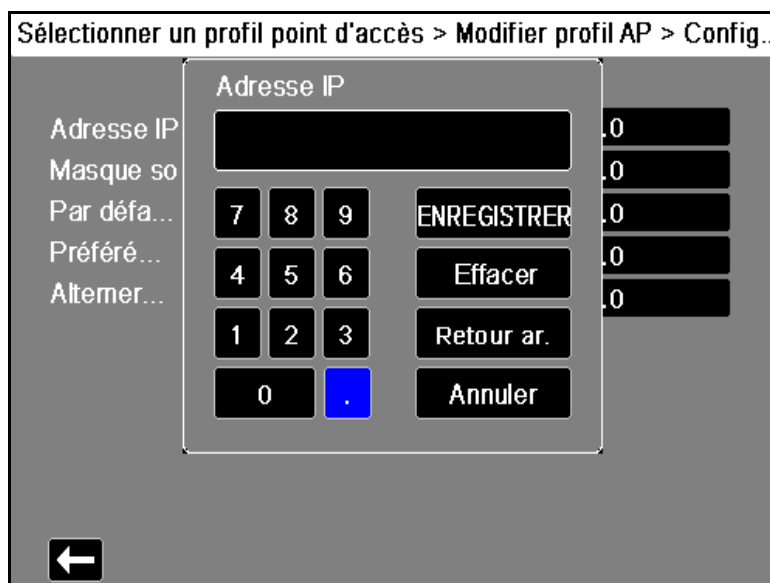 Sélectionner un profil point d'accès > Modifier profil AP > Config..
Adresse IP
Adresse IP .0
Masque so .0
Par défa... .0
Préféré... .0
Alterner... .0
7 8 9 ENREGISTRER
4 5 6 Effacer
1 2 3 Retour ar.
0 . Annuler